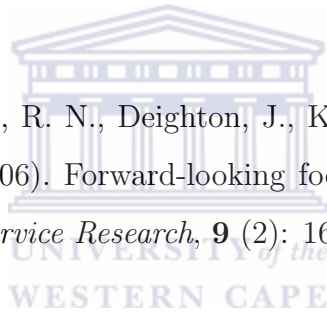 , R. N., Deighton, J., K
06). Forward-looking foc
rvice Research, 9 (2): 16
UNIVERSITY of the
WESTERN CAPE